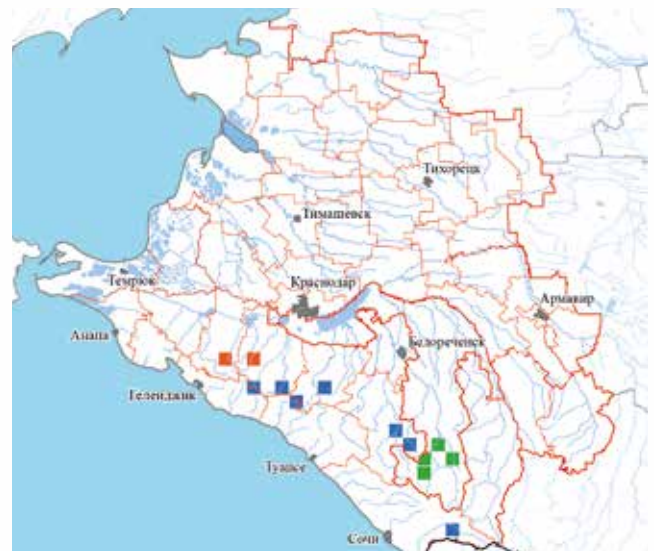 Тихорецк
Тимашевск
Темрюк
Краснодар
Армавир
Анапа
Белореченск
Геленджик
Туапсе
Сочи